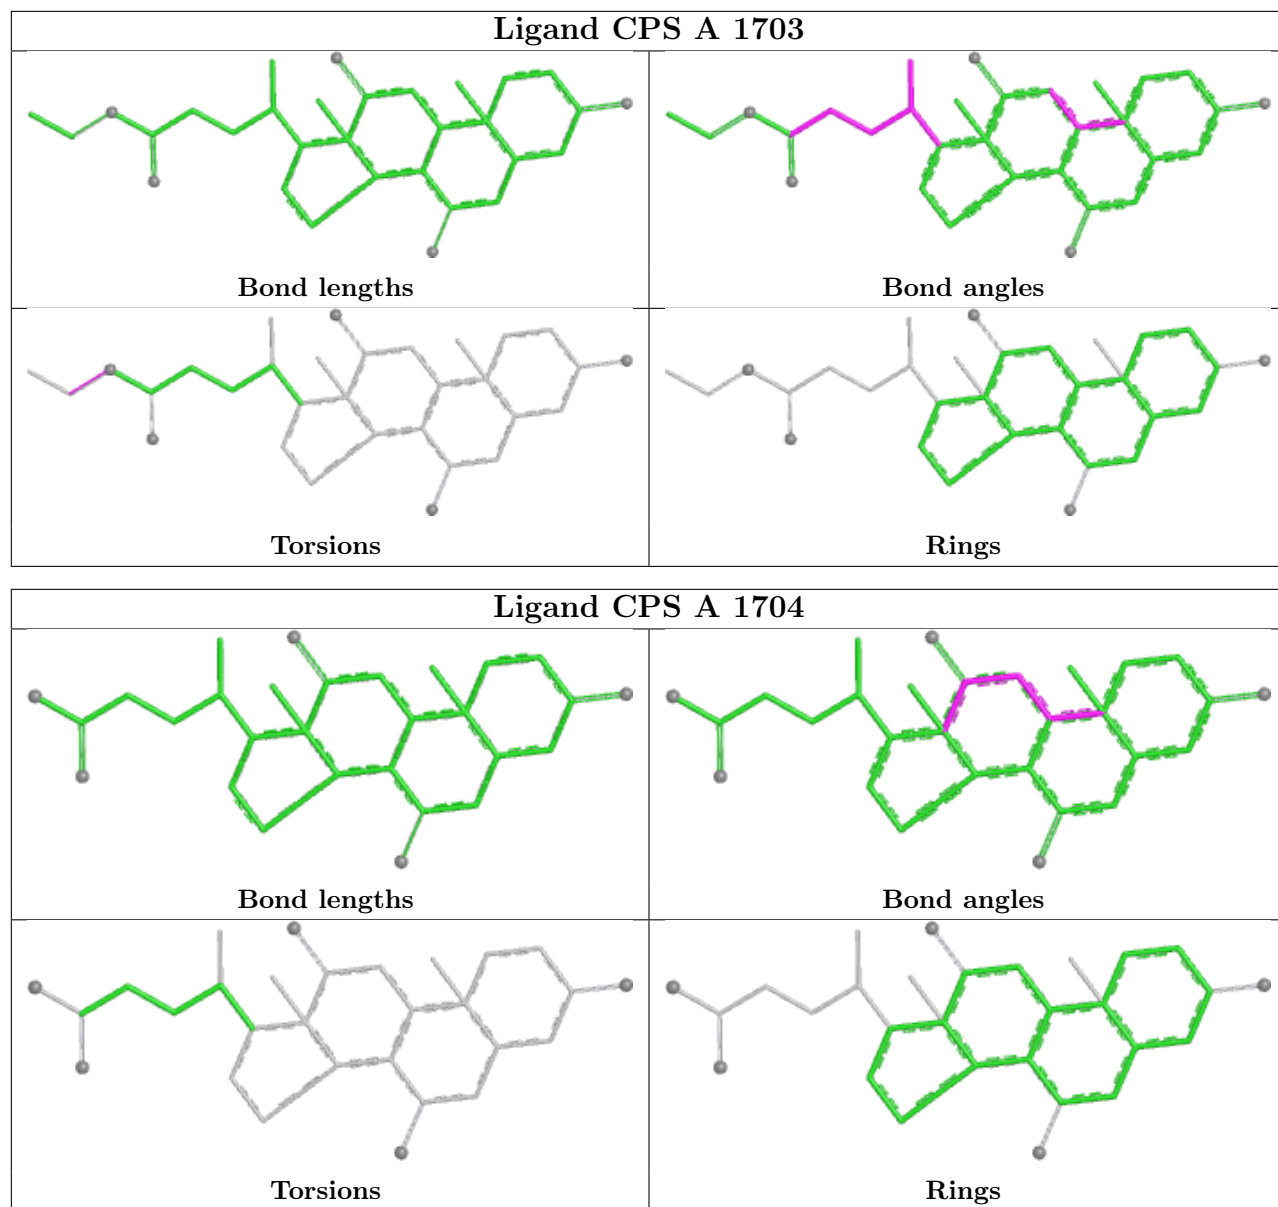 Ligand CPS A 1703
Bond lengths
Bond angles
Torsions
Rings
Ligand CPS A 1704
Bond lengths
Bond angles
Torsions
Rings